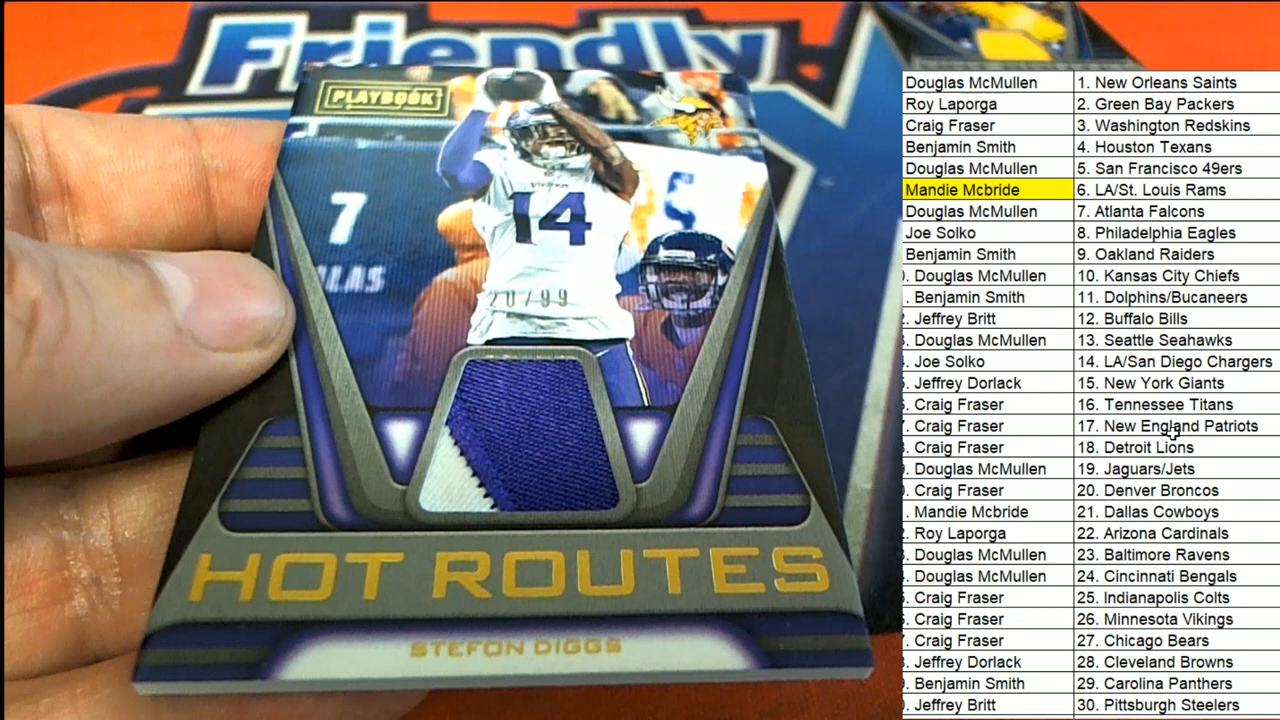 Friendly
PLAYBOOK
7
14
20/99
HOT ROUTES
STEFON DIGGS
Douglas McMullen 1. New Orleans Saints
Roy Laporga 2. Green Bay Packers
Craig Fraser 3. Washington Redskins
Benjamin Smith 4. Houston Texans
Douglas McMullen 5. San Francisco 49ers
Mandie Mcbride 6. LA/St. Louis Rams
Douglas McMullen 7. Atlanta Falcons
Joe Solko 8. Philadelphia Eagles
Benjamin Smith 9. Oakland Raiders
. Douglas McMullen 10. Kansas City Chiefs
. Benjamin Smith 11. Dolphins/Bucaneers
. Jeffrey Britt 12. Buffalo Bills
. Douglas McMullen 13. Seattle Seahawks
. Joe Solko 14. LA/San Diego Chargers
. Jeffrey Dorlack 15. New York Giants
. Craig Fraser 16. Tennessee Titans
. Craig Fraser 17. New England Patriots
. Craig Fraser 18. Detroit Lions
. Douglas McMullen 19. Jaguars/Jets
. Craig Fraser 20. Denver Broncos
. Mandie Mcbride 21. Dallas Cowboys
. Roy Laporga 22. Arizona Cardinals
. Douglas McMullen 23. Baltimore Ravens
. Douglas McMullen 24. Cincinnati Bengals
. Craig Fraser 25. Indianapolis Colts
. Craig Fraser 26. Minnesota Vikings
. Craig Fraser 27. Chicago Bears
. Jeffrey Dorlack 28. Cleveland Browns
. Benjamin Smith 29. Carolina Panthers
. Jeffrey Britt 30. Pittsburgh Steelers